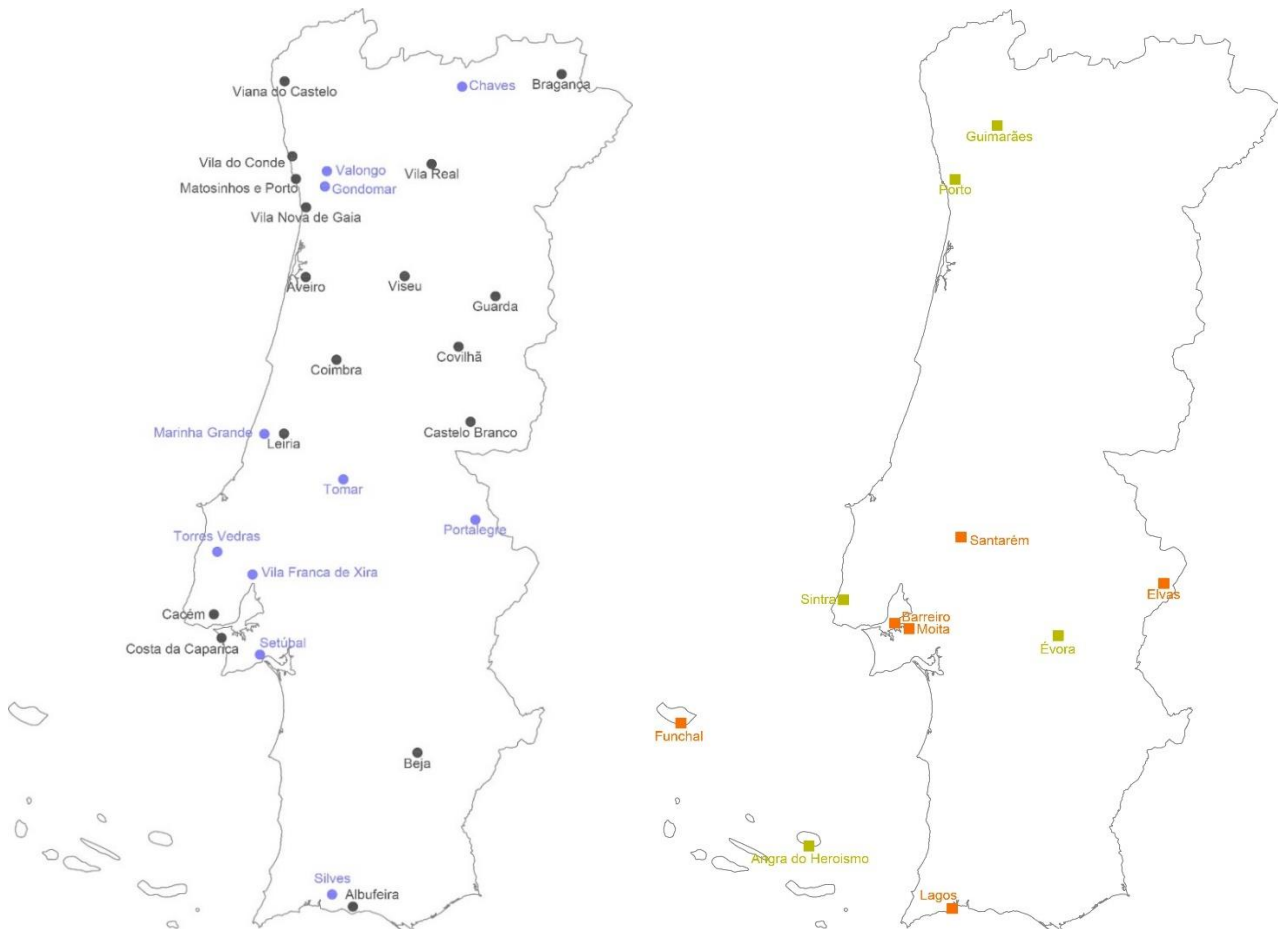 Viana do Castelo
Chaves
Bragança
Vila do Conde
Valongo
Vila Real
Matosinhos e Porto
Gondomar
Vila Nova de Gaia
Aveiro
Viseu
Guarda
Coimbra
Covilhã
Marinha Grande
Leiria
Castelo Branco
Tomar
Portalegre
Torres Vedras
Vila Franca de Xira
Cacém
Costa da Caparica
Setúbal
Beja
Silves
Albufeira
Guimarães
Porto
Santarém
Sintra
Elvas
Barreiro
Moita
Évora
Funchal
Angra do Heroismo
Lagos